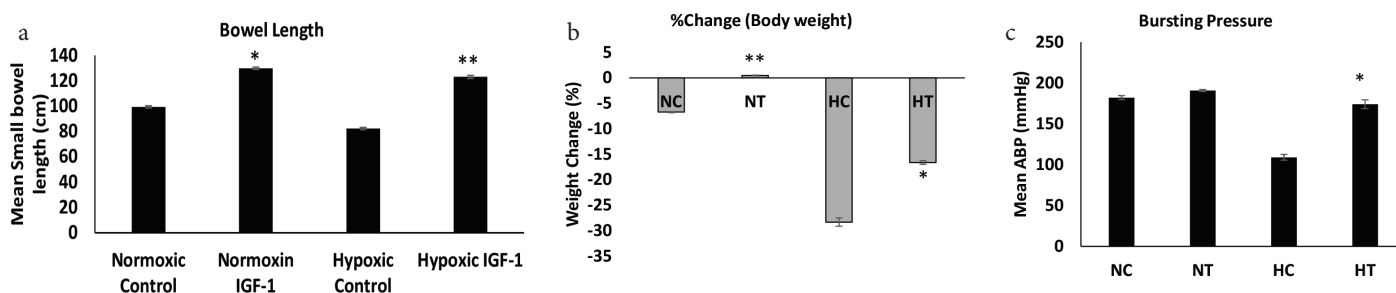 a
Bowel Length
Mean Small bowel
length (cm)
140
120
100
80
60
40
20
0
*
**
Normoxic
Control
Normoxin
IGF-1
Hypoxic
Control
Hypoxic IGF-1
b
%Change (Body weight)
Weight Change (%)
5
0
-5
-10
-15
-20
-25
-30
-35
**
NC
NT
HC
HT
*
c
Bursting Pressure
Mean ABP (mmHg)
250
200
150
100
50
0
*
NC
NT
HC
HT